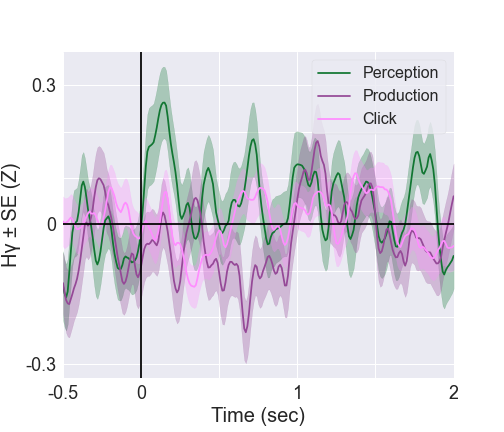 Perception
Production
Click
0.3
0
-0.3
Hγ ± SE (Z)
-0.5
0
1
2
Time (sec)